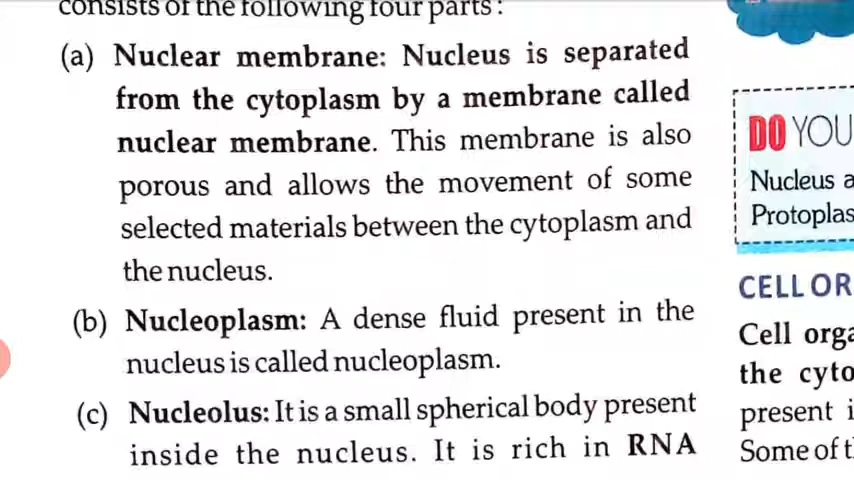 consists of the following four parts :
(a) Nuclear membrane: Nucleus is separated
from the cytoplasm by a membrane called
nuclear membrane. This membrane is also
porous and allows the movement of some
selected materials between the cytoplasm and
the nucleus.
(b) Nucleoplasm: A dense fluid present in the
nucleus is called nucleoplasm.
(c) Nucleolus: It is a small spherical body present
inside the nucleus. It is rich in RNA
DO YOU
Nucleus a
Protoplas
CELL OR
Cell orga
the cyto
present i
Some of t